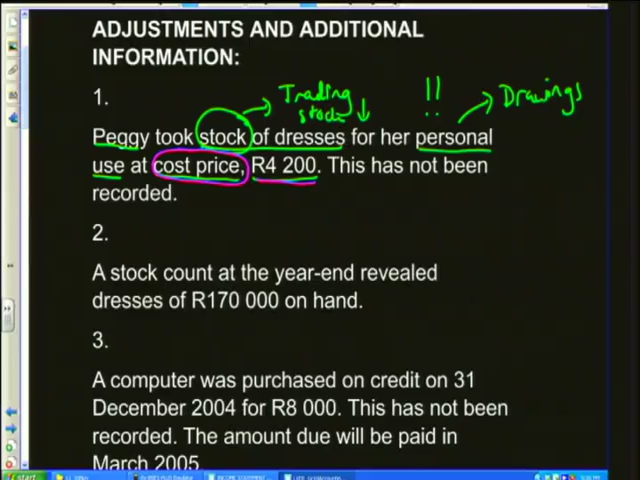 ADJUSTMENTS AND ADDITIONAL
INFORMATION:
1.
Trading
stock ↓
!!
Drawings
Peggy took stock of dresses for her personal
use at cost price, R4 200. This has not been
recorded.
2.
A stock count at the year-end revealed
dresses of R170 000 on hand.
3.
A computer was purchased on credit on 31
December 2004 for R8 000. This has not been
recorded. The amount due will be paid in
March 2005
start